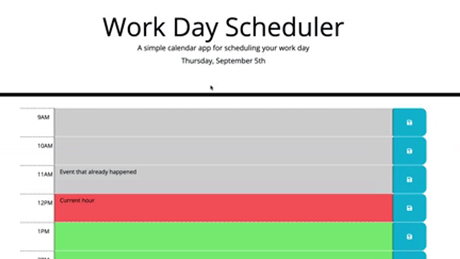 Work Day Scheduler
A simple calendar app for scheduling your work day
Thursday, September 5th
9AM
10AM
11AM Event that already happened
12PM Current hour
1PM